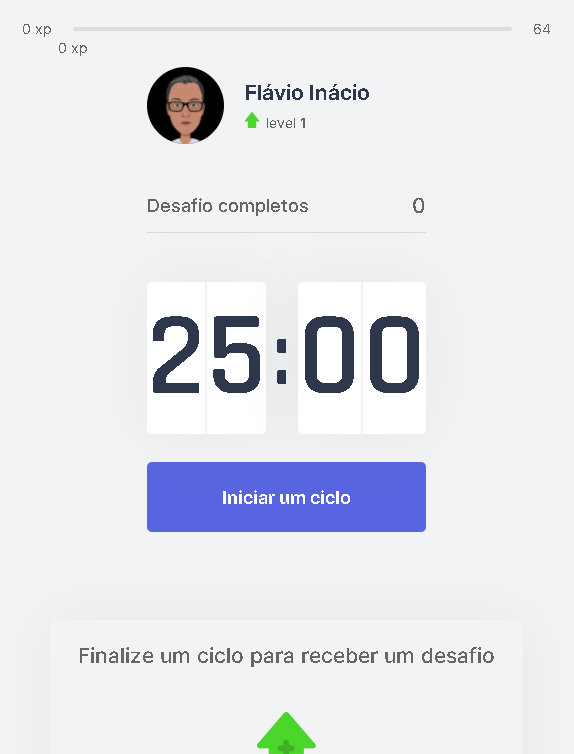 0 xp
64
0 xp
Flávio Inácio
level 1
Desafio completos 0
25:00
Iniciar um ciclo
Finalize um ciclo para receber um desafio